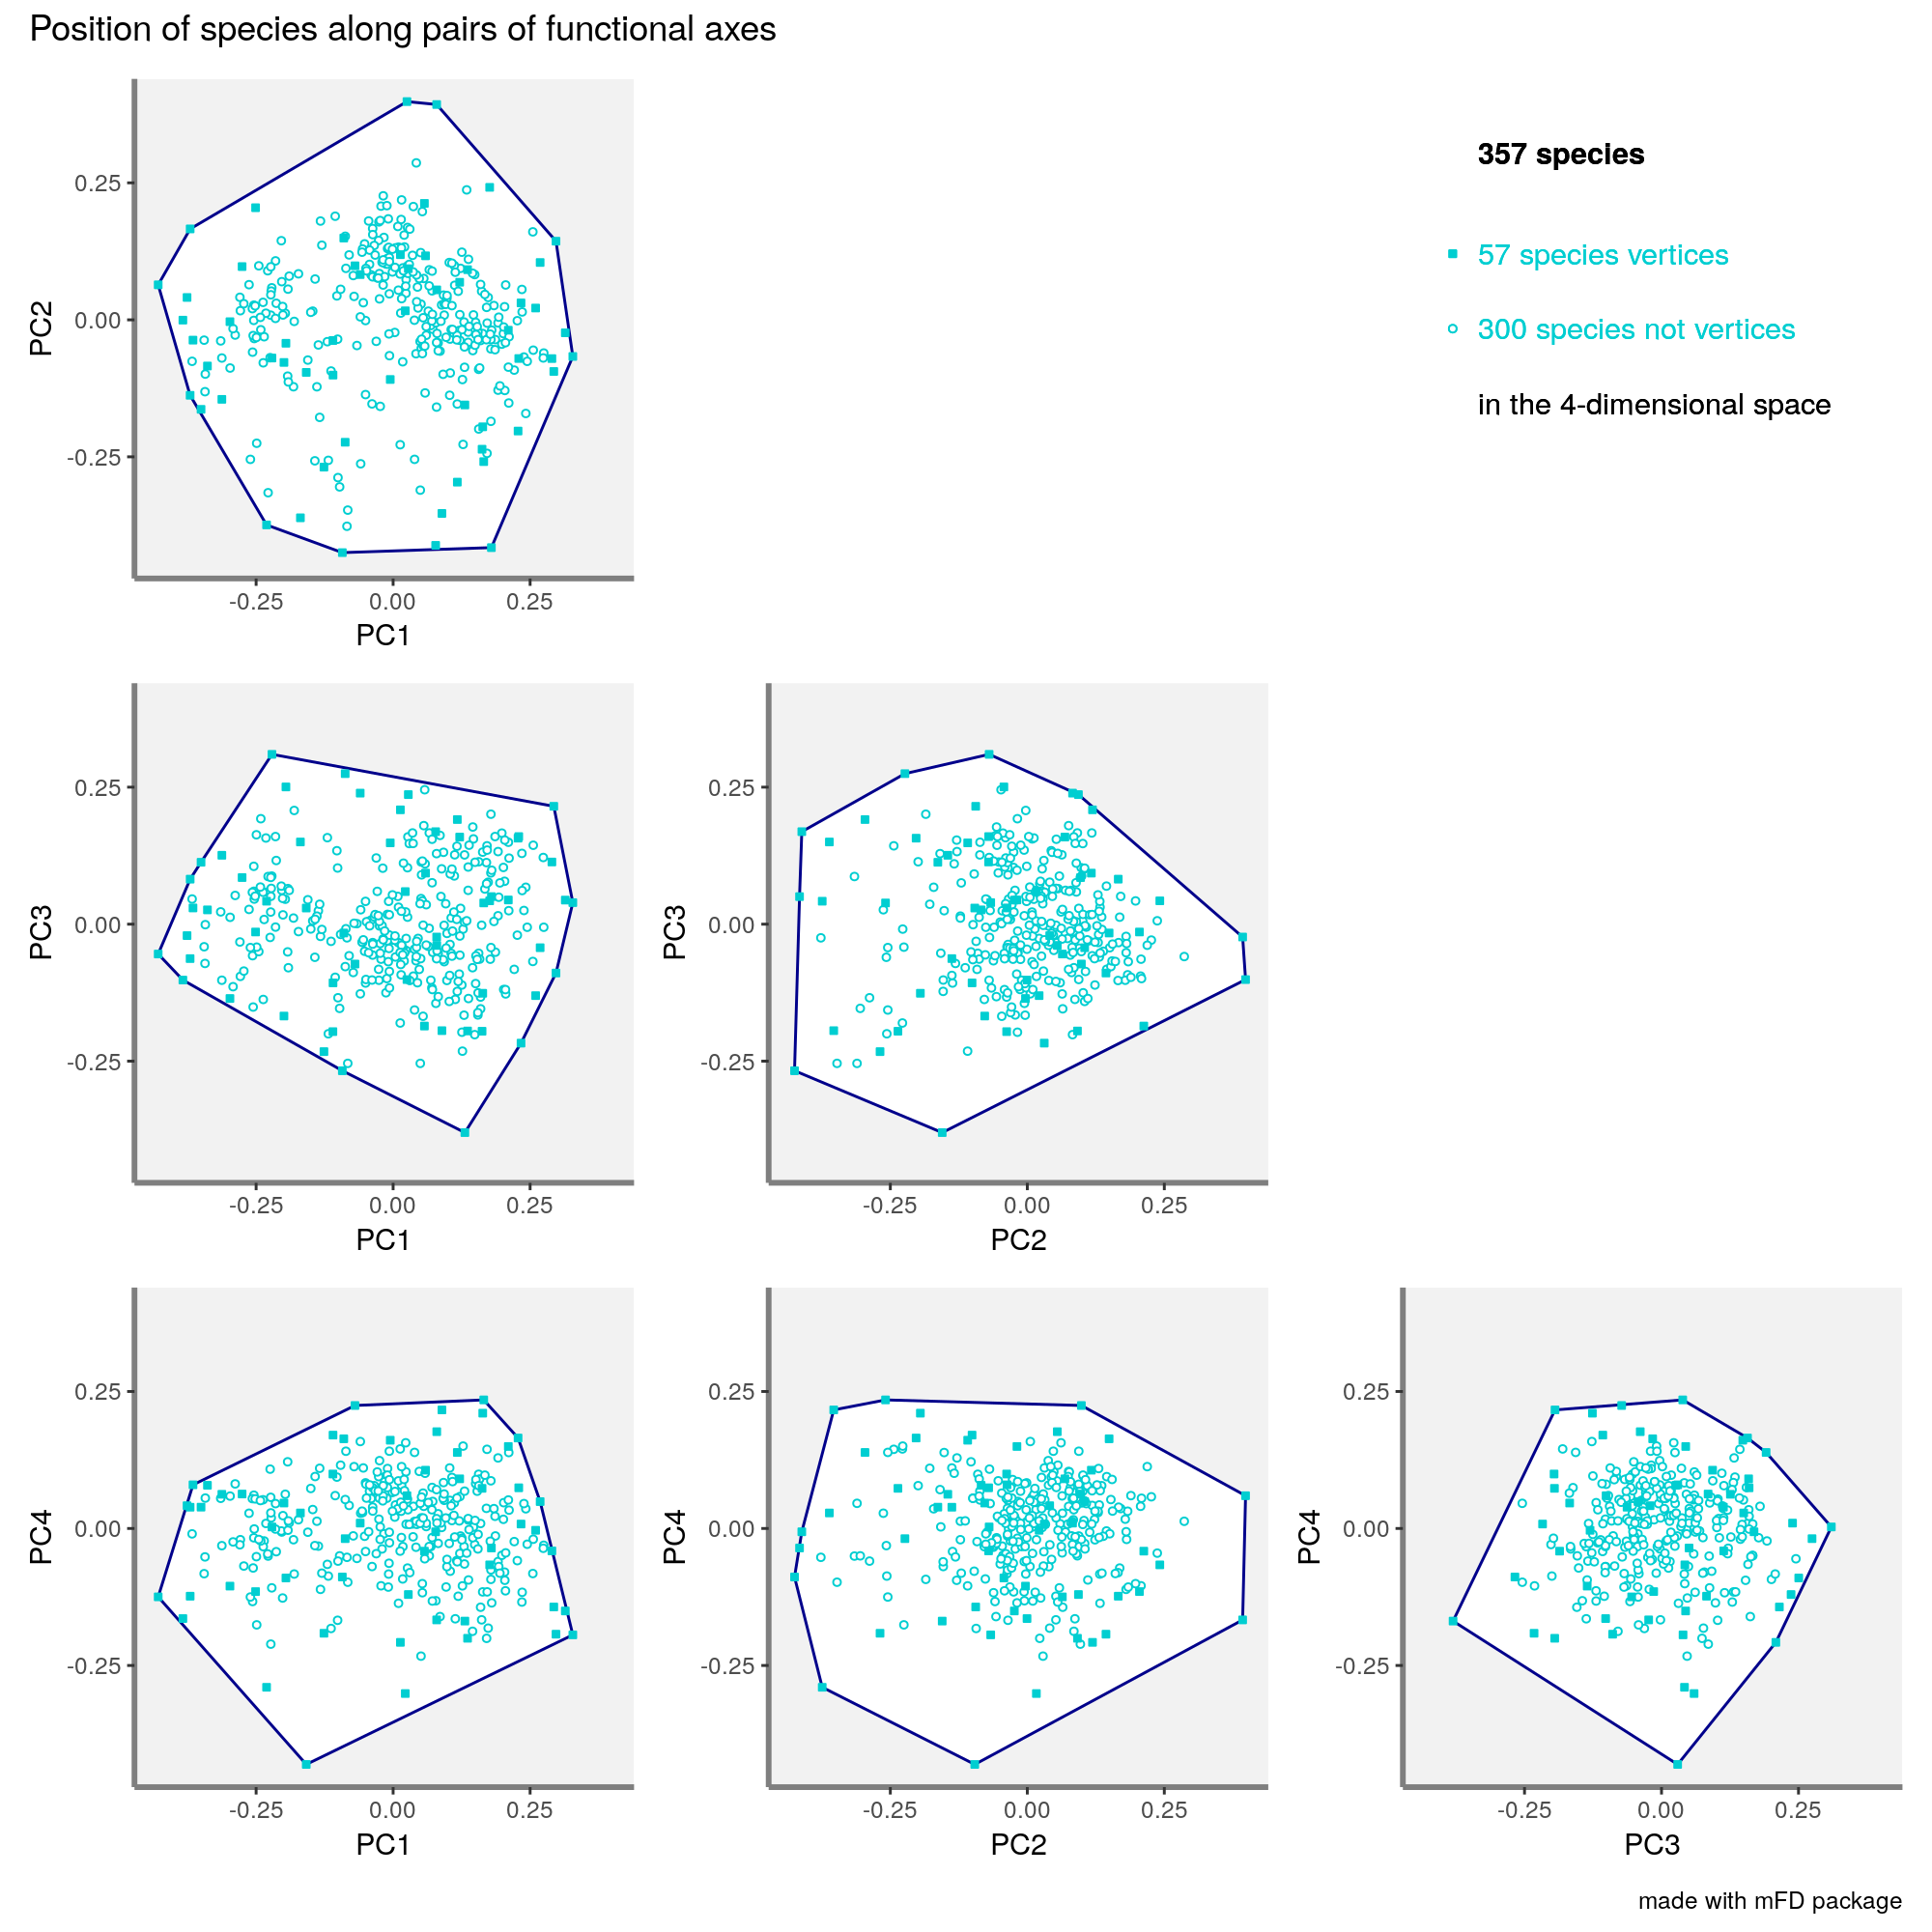 Position of species along pairs of functional axes
PC2
0.25
0.00
-0.25
-0.25 0.00 0.25
PC1
357 species
57 species vertices
300 species not vertices
in the 4-dimensional space
PC3
0.25
0.00
-0.25
-0.25 0.00 0.25
PC1
PC3
0.25
0.00
-0.25
-0.25 0.00 0.25
PC2
PC4
0.25
0.00
-0.25
-0.25 0.00 0.25
PC1
PC4
0.25
0.00
-0.25
-0.25 0.00 0.25
PC2
PC4
0.25
0.00
-0.25
-0.25 0.00 0.25
PC3
made with mFD package